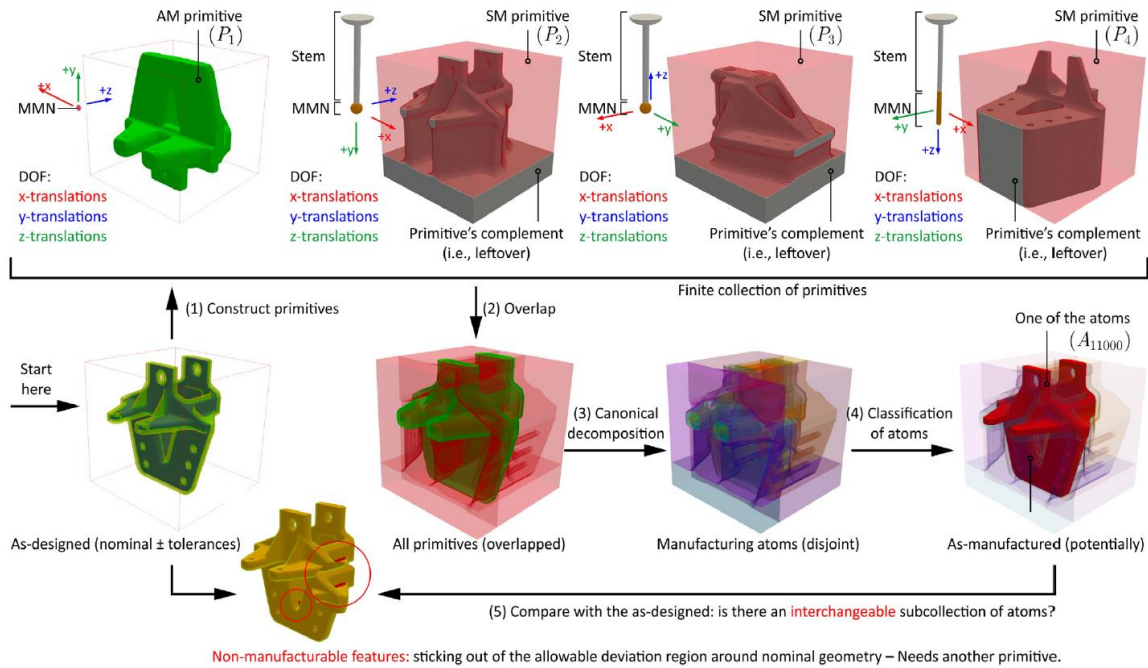 AM primitive
(P₁)
+y
+x
+z
MMN
DOF:
x-translations
y-translations
z-translations
SM primitive
(P₂)
Stem
MMN
+z
+x
+y
DOF:
x-translations
y-translations
z-translations
Primitive's complement
(i.e., leftover)
SM primitive
(P₃)
Stem
MMN
+z
+x
+y
DOF:
x-translations
y-translations
z-translations
Primitive's complement
(i.e., leftover)
SM primitive
(P₄)
Stem
MMN
+y
+x
+z
DOF:
x-translations
y-translations
z-translations
Primitive's complement
(i.e., leftover)
Finite collection of primitives
(1) Construct primitives
(2) Overlap
Start
here
(3) Canonical
decomposition
(4) Classification
of atoms
One of the atoms
(A₁₁₀₀₀)
As-designed (nominal ± tolerances)
All primitives (overlapped)
Manufacturing atoms (disjoint)
As-manufactured (potentially)
(5) Compare with the as-designed: is there an interchangeable subcollection of atoms?
Non-manufacturable features: sticking out of the allowable deviation region around nominal geometry – Needs another primitive.